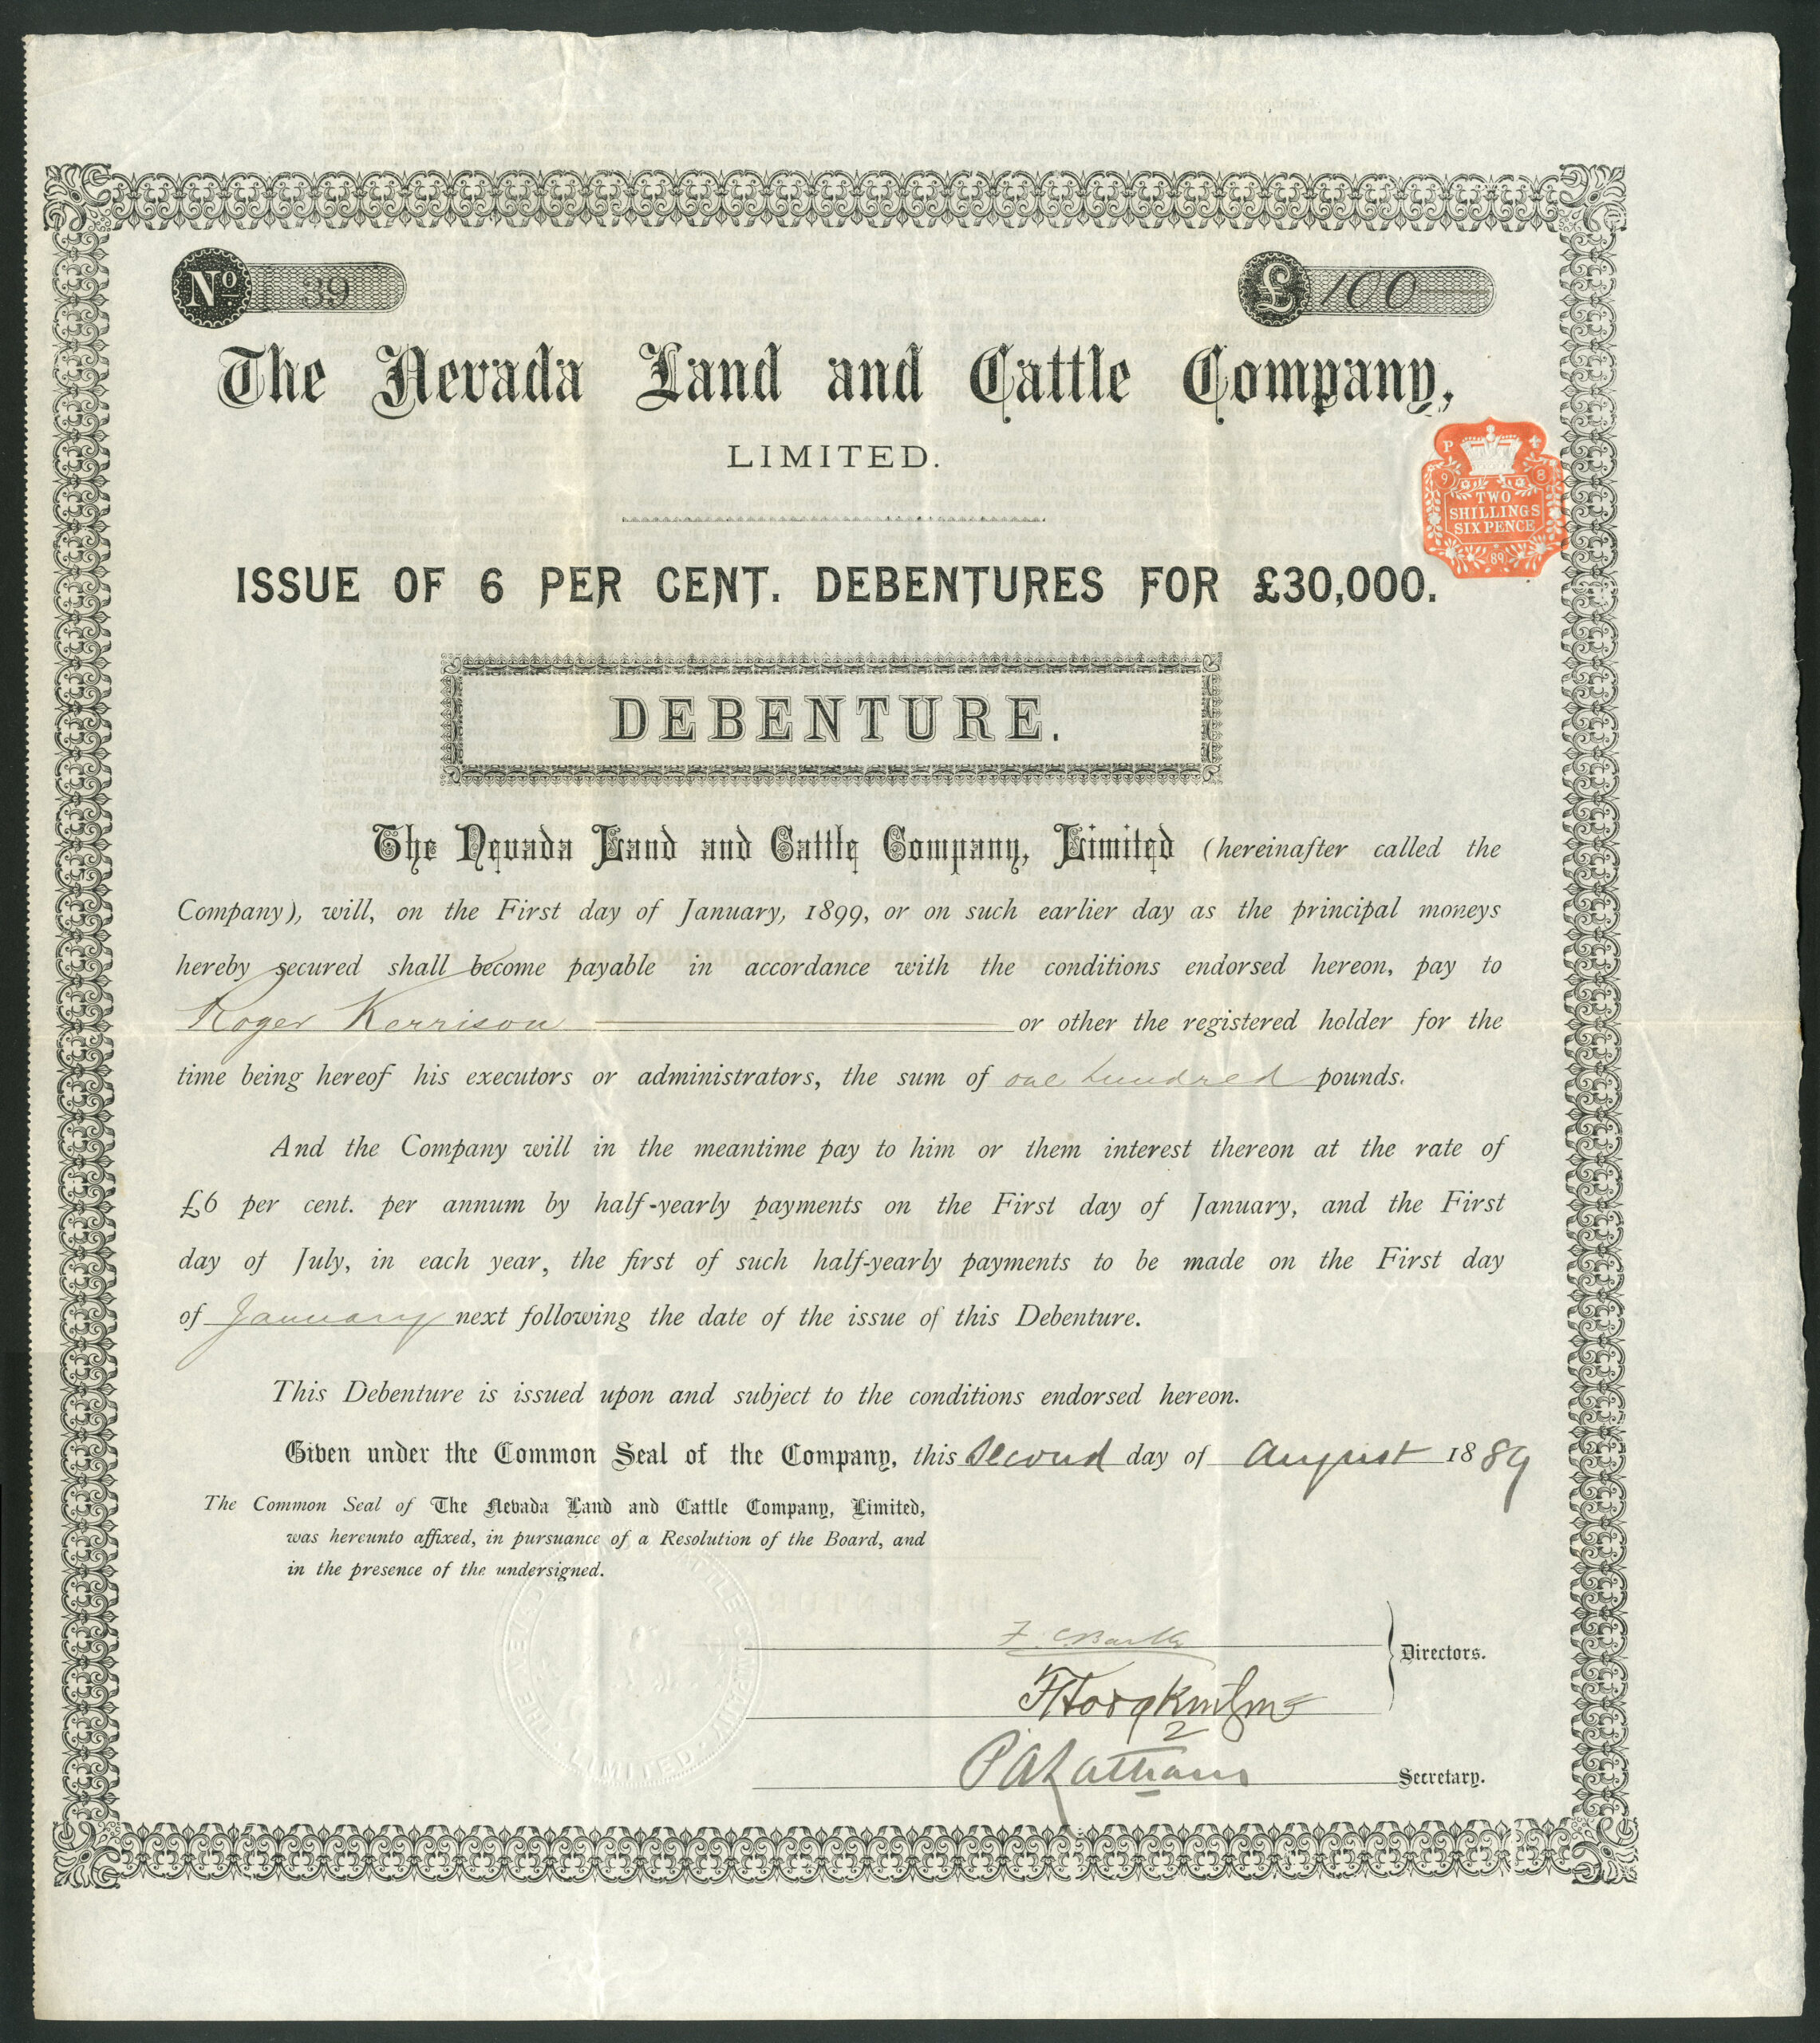 No. 39
£ 100
The Nevada Land and Cattle Company,
LIMITED.
P
9 8
TWO
SHILLINGS
SIX PENCE
89
ISSUE OF 6 PER CENT. DEBENTURES FOR £30,000.
DEBENTURE.
The Nevada Land and Cattle Company, Limited (hereinafter called the
Company), will, on the First day of January, 1899, or on such earlier day as the principal moneys
hereby secured shall become payable in accordance with the conditions endorsed hereon, pay to
Roger Kerrison or other the registered holder for the
time being hereof his executors or administrators, the sum of one hundred pounds.
And the Company will in the meantime pay to him or them interest thereon at the rate of
£6 per cent. per annum by half-yearly payments on the First day of January, and the First
day of July, in each year, the first of such half-yearly payments to be made on the First day
of January next following the date of the issue of this Debenture.
This Debenture is issued upon and subject to the conditions endorsed hereon.
Given under the Common Seal of the Company, this Second day of August 1889
The Common Seal of The Nevada Land and Cattle Company, Limited,
was hereunto affixed, in pursuance of a Resolution of the Board, and
in the presence of the undersigned.
Directors.
P A Latham
Secretary.
LIMITED.